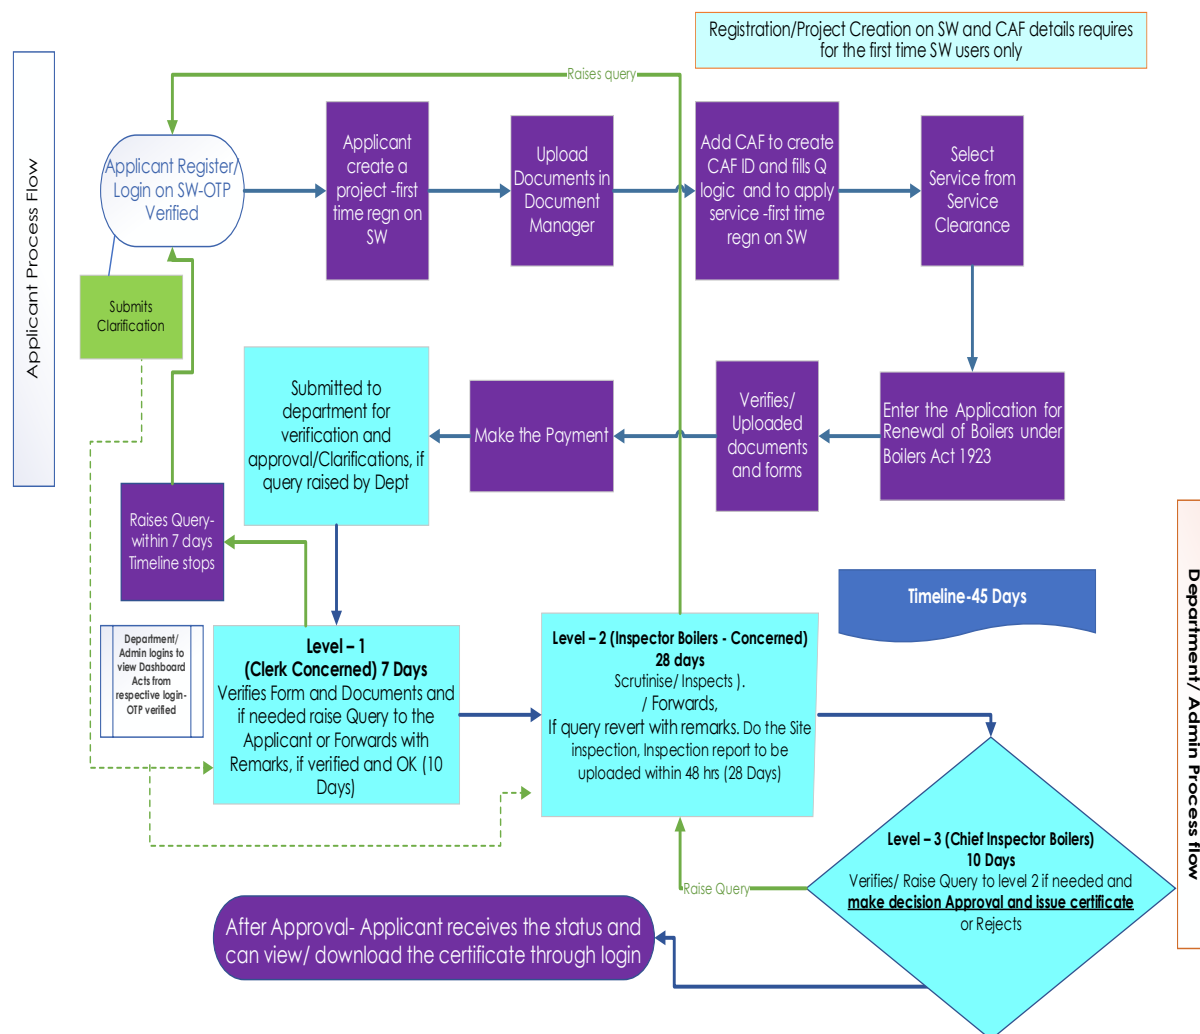 Registration/Project Creation on SW and CAF details requires
for the first time SW users only
Applicant Process Flow
Raises query
Applicant Register/
Login on SW-OTP
Verified
Applicant
create a
project -first
time regn on
SW
Upload
Documents in
Document
Manager
Add CAF to create
CAF ID and fills Q
logic and to apply
service -first time
regn on SW
Select
Service from
Service
Clearance
Submits
Clarification
Submitted to
department for
verification and
approval/Clarifications, if
query raised by Dept
Make the Payment
Verifies/
Uploaded
documents
and forms
Enter the Application for
Renewal of Boilers under
Boilers Act 1923
Raises Query-
within 7 days
Timeline stops
Department/ Admin Process flow
Timeline-45 Days
Department/
Admin logins to
view Dashboard
Acts from
respective login-
OTP verified
Level – 1
(Clerk Concerned) 7 Days
Verifies Form and Documents and
if needed raise Query to the
Applicant or Forwards with
Remarks, if verified and OK (10
Days)
Level – 2 (Inspector Boilers - Concerned)
28 days
Scrutinise/ Inspects ).
/ Forwards,
If query revert with remarks. Do the Site
inspection, Inspection report to be
uploaded within 48 hrs (28 Days)
Level – 3 (Chief Inspector Boilers)
10 Days
Verifies/ Raise Query to level 2 if needed and
make decision Approval and issue certificate
or Rejects
Raise Query
After Approval- Applicant receives the status and
can view/ download the certificate through login